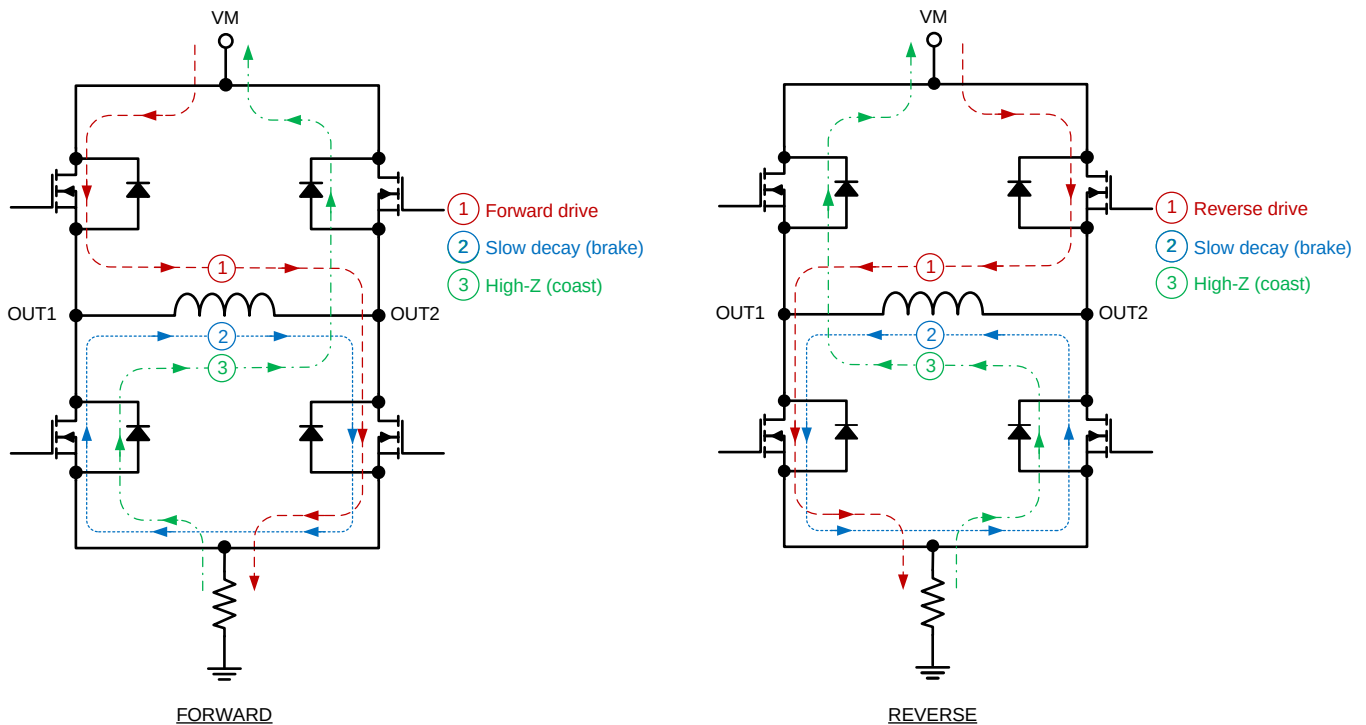 VM
1 Forward drive
2 Slow decay (brake)
3 High-Z (coast)
1
OUT1
OUT2
2
3
FORWARD
VM
1 Reverse drive
2 Slow decay (brake)
3 High-Z (coast)
1
OUT1
OUT2
2
3
REVERSE